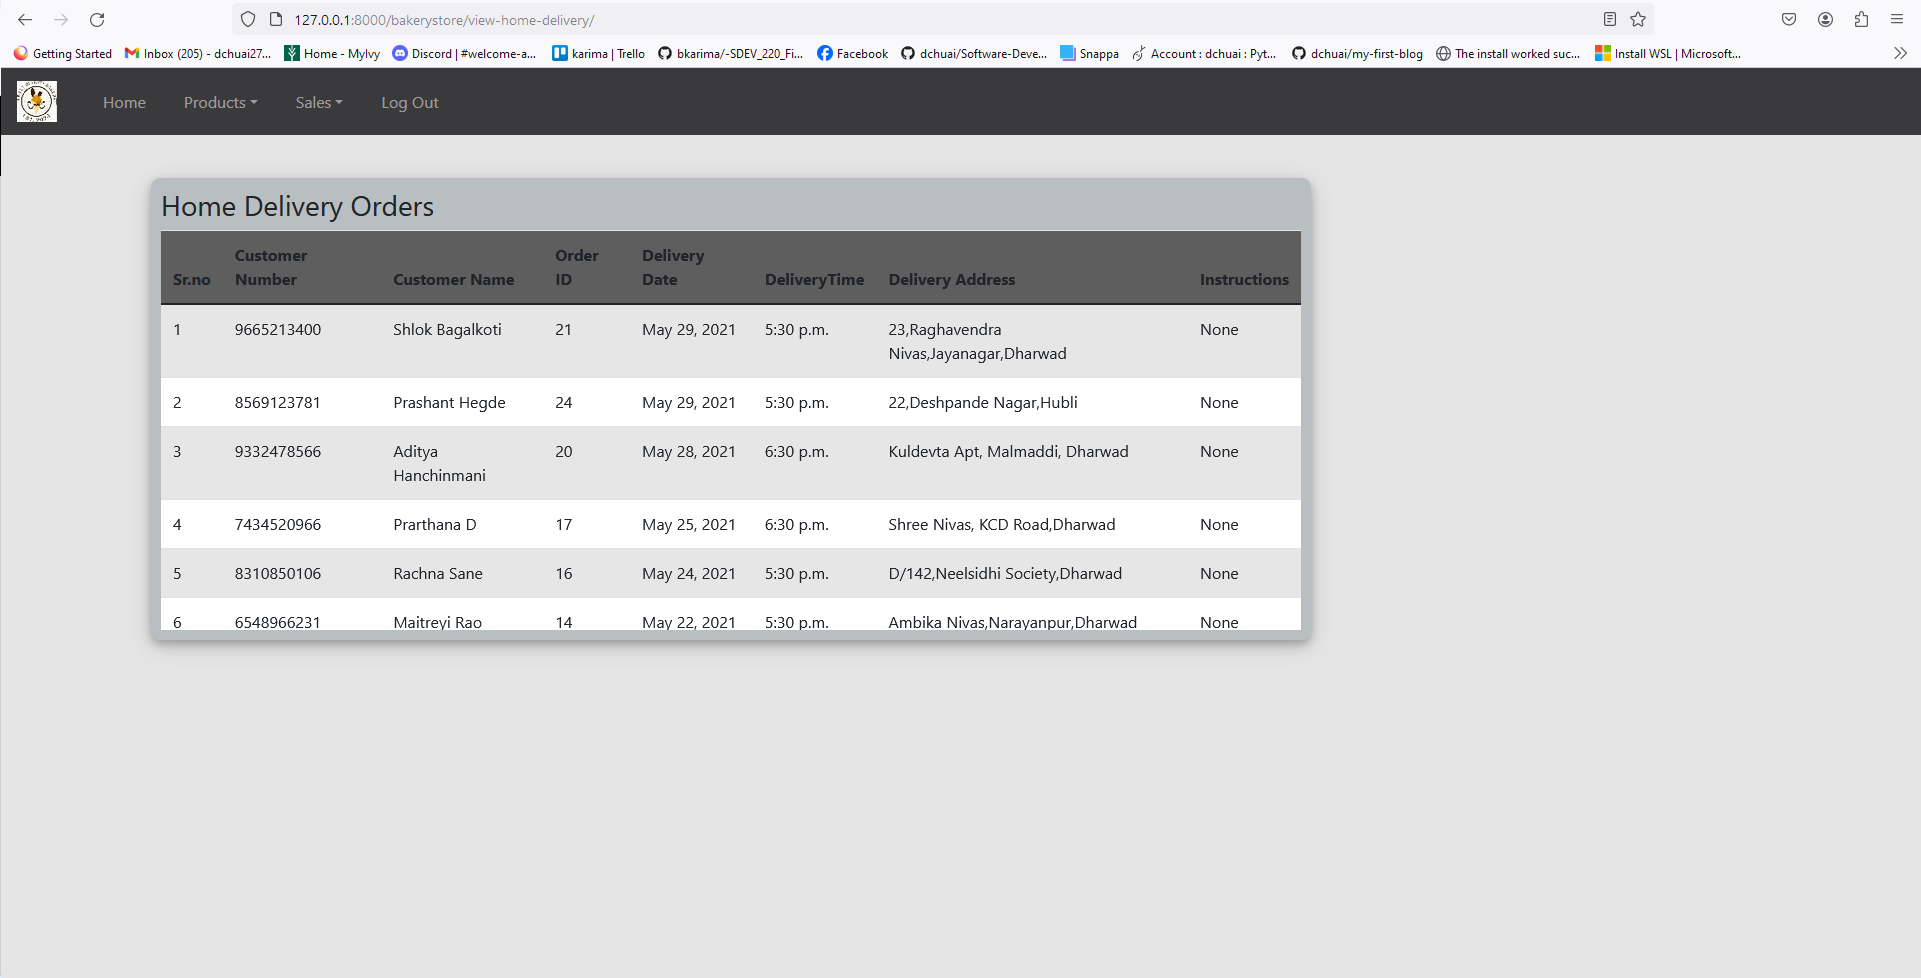 127.0.0.1:8000/bakerystore/view-home-delivery/
Getting Started Inbox (205) - dchuai27... Home - MyIvy Discord | #welcome-a... karima | Trello bkarima/-SDEV_220_Fi... Facebook dchuai/Software-Deve... Snappa Account : dchuai : Pyt... dchuai/my-first-blog The install worked suc... Install WSL | Microsoft...
Home Products Sales Log Out
Home Delivery Orders
Sr.no Customer Number Customer Name Order ID Delivery Date DeliveryTime Delivery Address Instructions
1 9665213400 Shlok Bagalkoti 21 May 29, 2021 5:30 p.m. 23,Raghavendra Nivas,Jayanagar,Dharwad None
2 8569123781 Prashant Hegde 24 May 29, 2021 5:30 p.m. 22,Deshpande Nagar,Hubli None
3 9332478566 Aditya Hanchinmani 20 May 28, 2021 6:30 p.m. Kuldevta Apt, Malmaddi, Dharwad None
4 7434520966 Prarthana D 17 May 25, 2021 6:30 p.m. Shree Nivas, KCD Road,Dharwad None
5 8310850106 Rachna Sane 16 May 24, 2021 5:30 p.m. D/142,Neelsidhi Society,Dharwad None
6 6548966231 Maitreyi Rao 14 May 22, 2021 5:30 p.m. Ambika Nivas,Narayanpur,Dharwad None